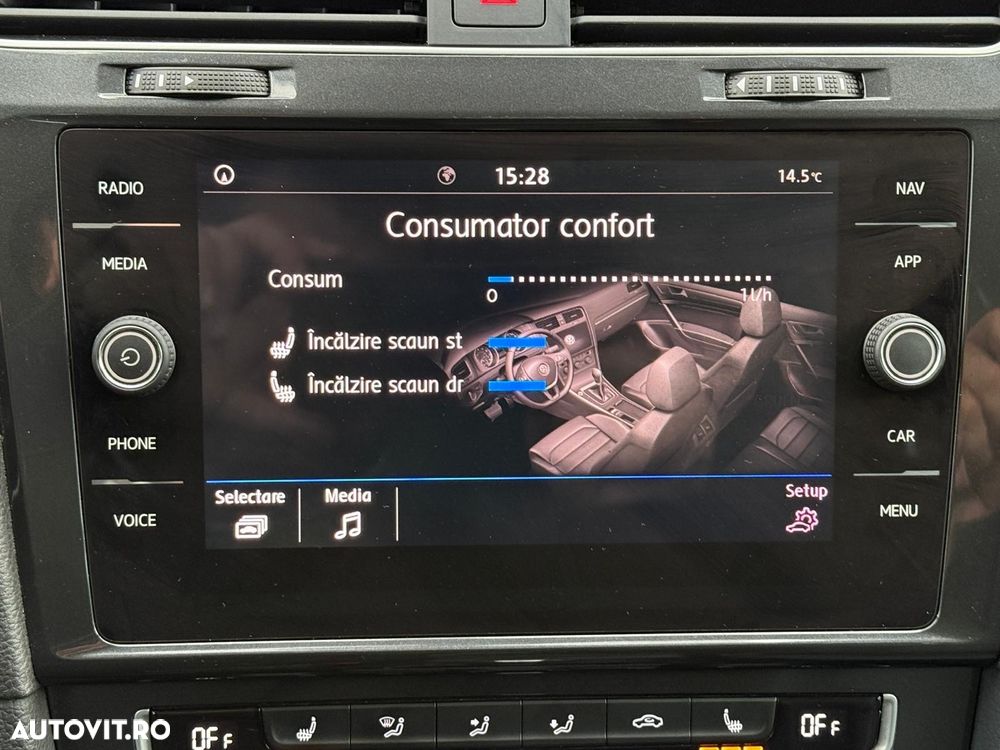 RADIO
MEDIA
PHONE
VOICE
NAV
APP
CAR
MENU
15:28
14.5°C
Consumator confort
Consum
0
1l/h
Încălzire scaun st
Încălzire scaun dr
Selectare
Media
Setup
OFF
OFF
AUTOVIT.RO